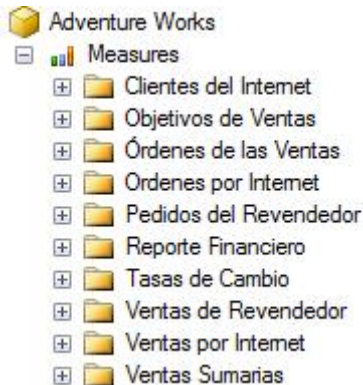 Adventure Works
Measures
Clientes del Internet
Objetivos de Ventas
Órdenes de las Ventas
Ordenes por Internet
Pedidos del Revendedor
Reporte Financiero
Tasas de Cambio
Ventas de Revendedor
Ventas por Internet
Ventas Sumarias